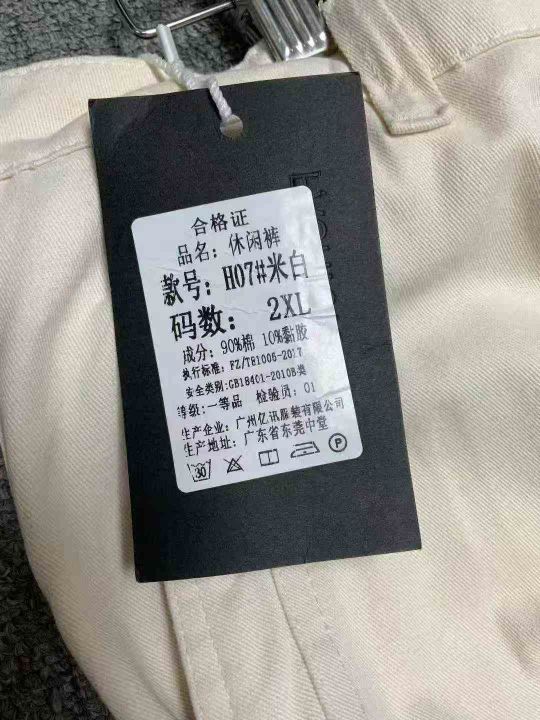 合格证
品名：休闲裤
款号：H07#米白
码数：2XL
成分：90%棉 10%黏胶
执行标准：FZ/T81006-2017
安全类别：GB18401-2010B类
等级：一等品 检验员：01
生产企业：广州亿讯服装有限公司
生产地址：广东省东莞中堂
30
P